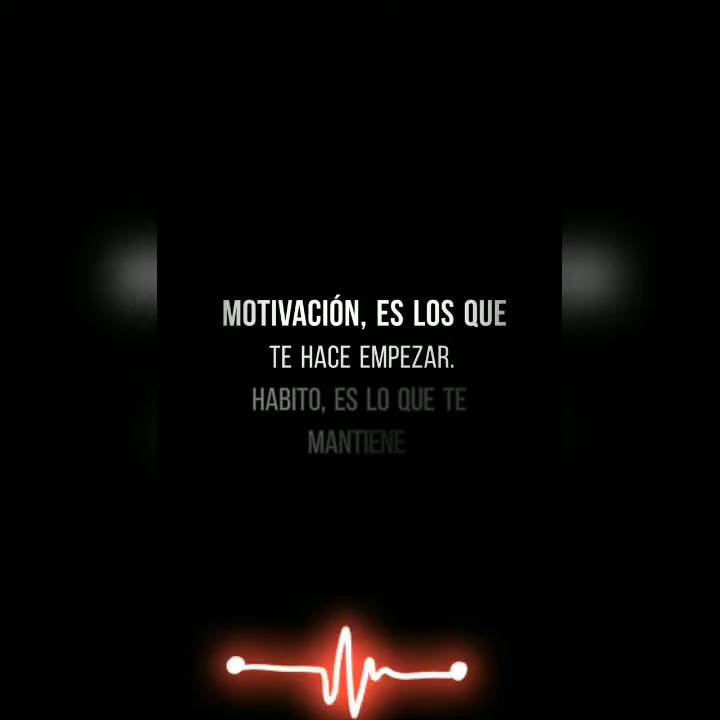 MOTIVACIÓN, ES LOS QUE
TE HACE EMPEZAR.
HABITO, ES LO QUE TE
MANTIENE